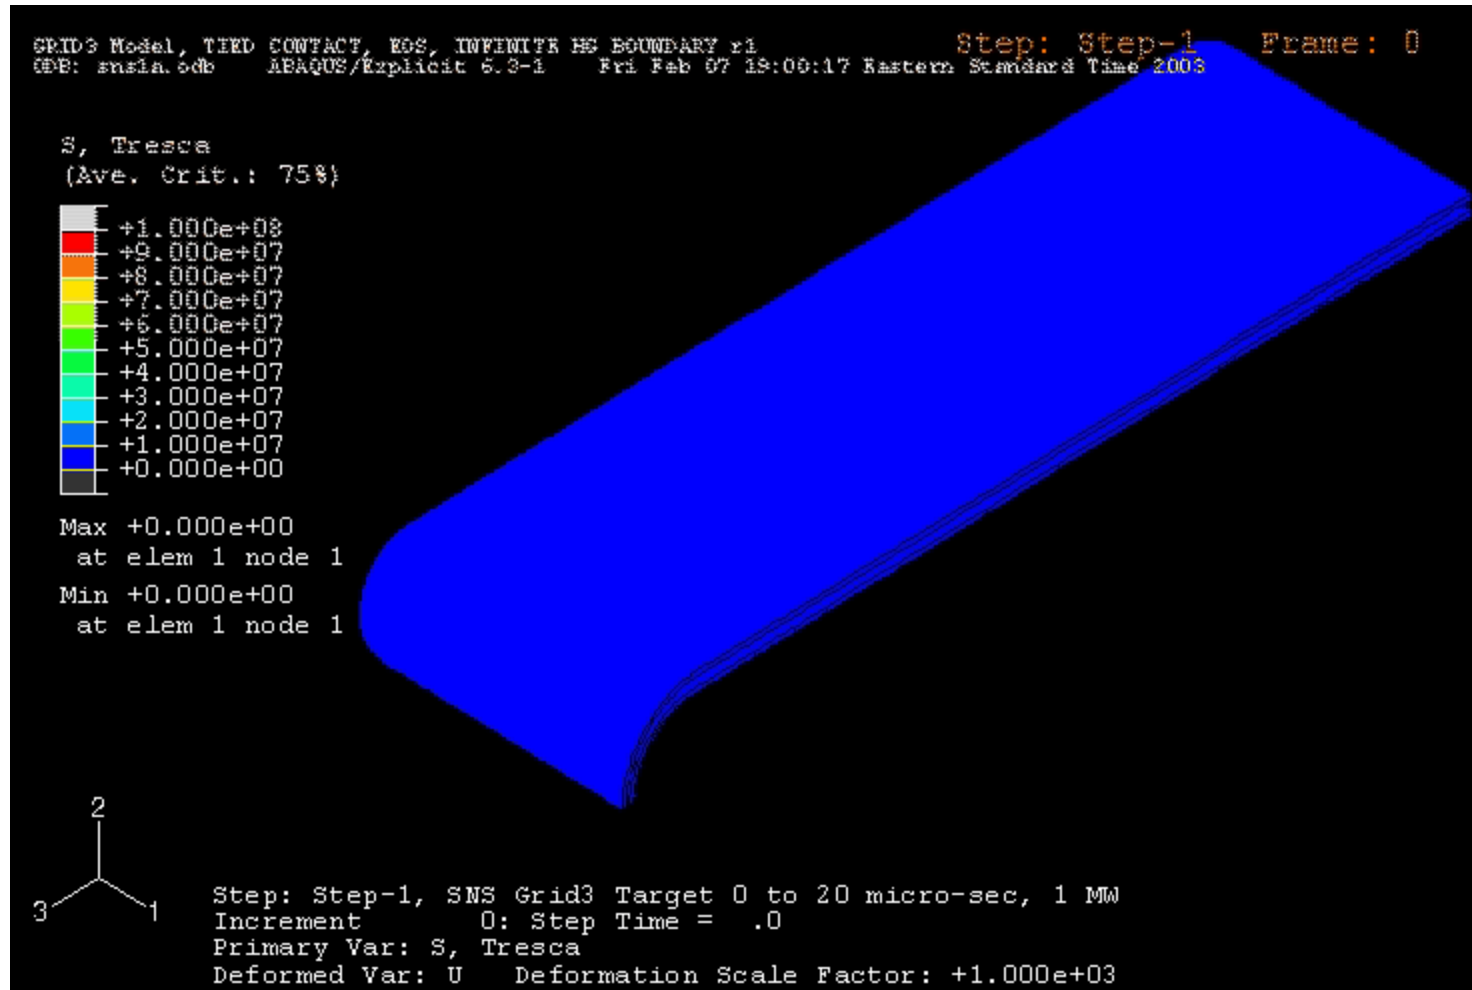 GRID3 Model, TIED CONTACT, EOS, INFINITE HG BOUNDARY r1
Step: Step-1 Frame: 0
ODB: sns1a.odb ABAQUS/Explicit 6.3-1 Fri Feb 07 19:00:17 Eastern Standard Time 2003
S, Tresca
(Ave. Crit.: 75%)
+1.000e+08
+9.000e+07
+8.000e+07
+7.000e+07
+6.000e+07
+5.000e+07
+4.000e+07
+3.000e+07
+2.000e+07
+1.000e+07
+0.000e+00
Max +0.000e+00
at elem 1 node 1
Min +0.000e+00
at elem 1 node 1
2
3
1
Step: Step-1, SNS Grid3 Target 0 to 20 micro-sec, 1 MW
Increment 0: Step Time = .0
Primary Var: S, Tresca
Deformed Var: U Deformation Scale Factor: +1.000e+03